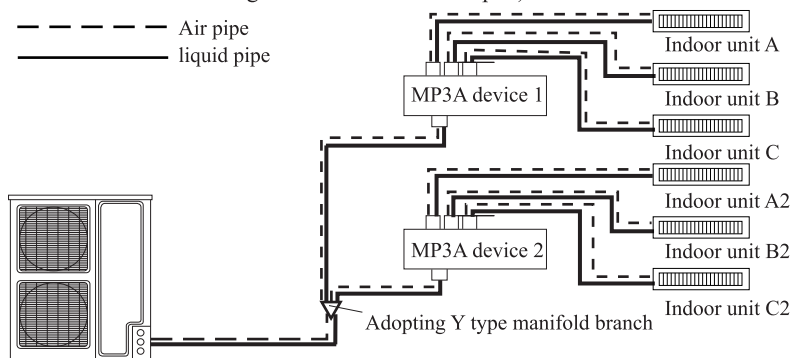 Air pipe
liquid pipe
Indoor unit A
MP3A device 1
Indoor unit B
Indoor unit C
Indoor unit A2
MP3A device 2
Indoor unit B2
Indoor unit C2
Adopting Y type manifold branch